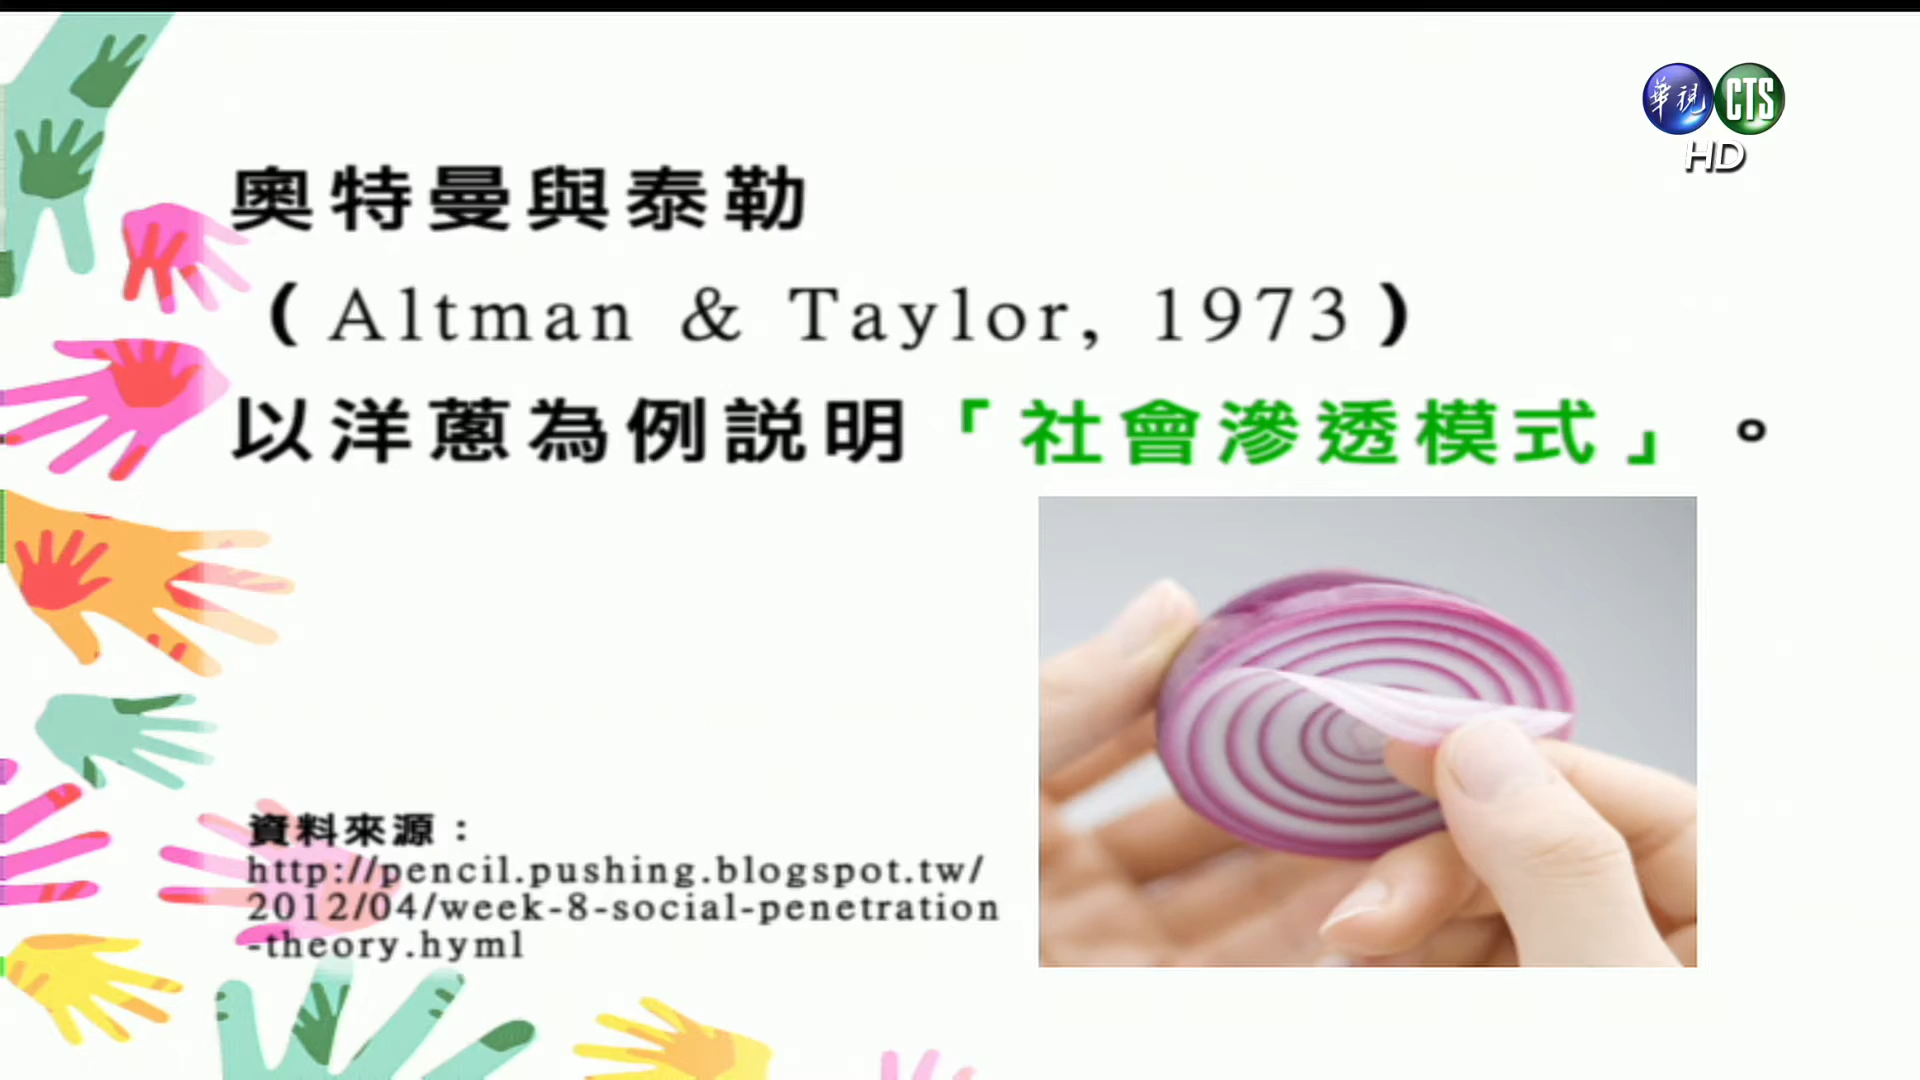 華視 CTS
HD
奧特曼與泰勒
（Altman & Taylor, 1973）
以洋蔥為例説明「社會滲透模式」。
資料來源：
http://pencil.pushing.blogspot.tw/
2012/04/week-8-social-penetration
-theory.hyml